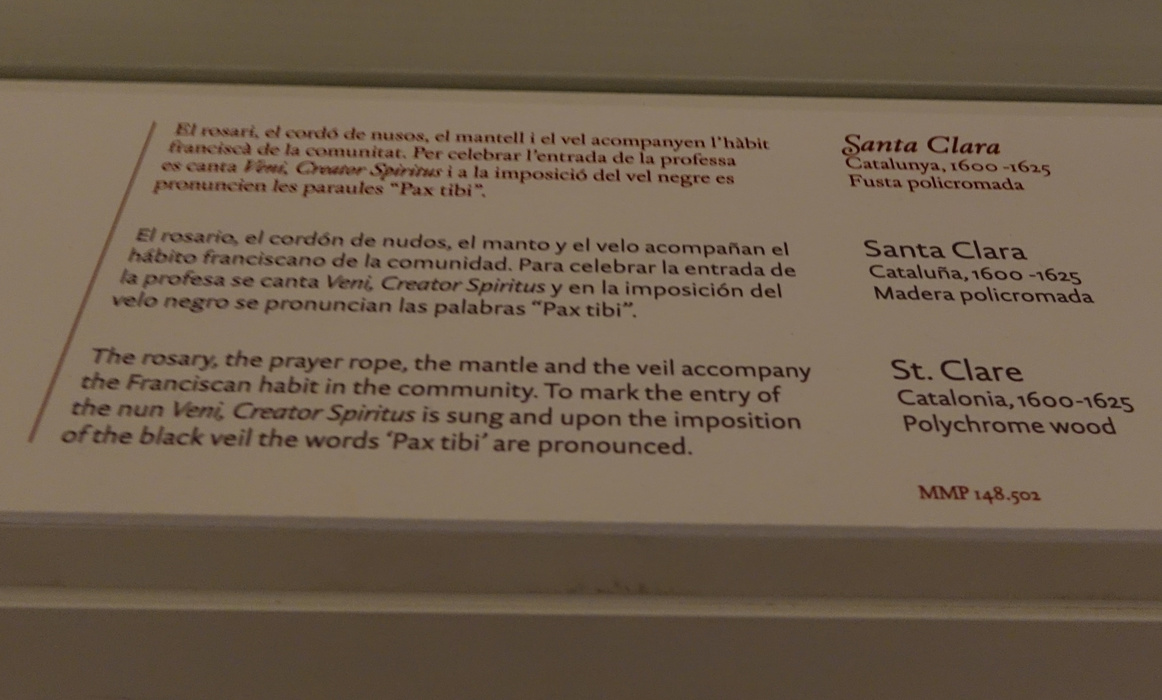 El rosari, el cordó de nusos, el mantell i el vel acompanyen l'hàbit
franciscà de la comunitat. Per celebrar l'entrada de la professa
es canta Veni, Creator Spiritus i a la imposició del vel negre es
pronuncien les paraules “Pax tibi”.
Santa Clara
Catalunya, 1600 -1625
Fusta policromada
El rosario, el cordón de nudos, el manto y el velo acompañan el
hábito franciscano de la comunidad. Para celebrar la entrada de
la profesa se canta Veni, Creator Spiritus y en la imposición del
velo negro se pronuncian las palabras “Pax tibi”.
Santa Clara
Cataluña, 1600 -1625
Madera policromada
The rosary, the prayer rope, the mantle and the veil accompany
the Franciscan habit in the community. To mark the entry of
the nun Veni, Creator Spiritus is sung and upon the imposition
of the black veil the words ‘Pax tibi’ are pronounced.
St. Clare
Catalonia, 1600-1625
Polychrome wood
MMP 148.502